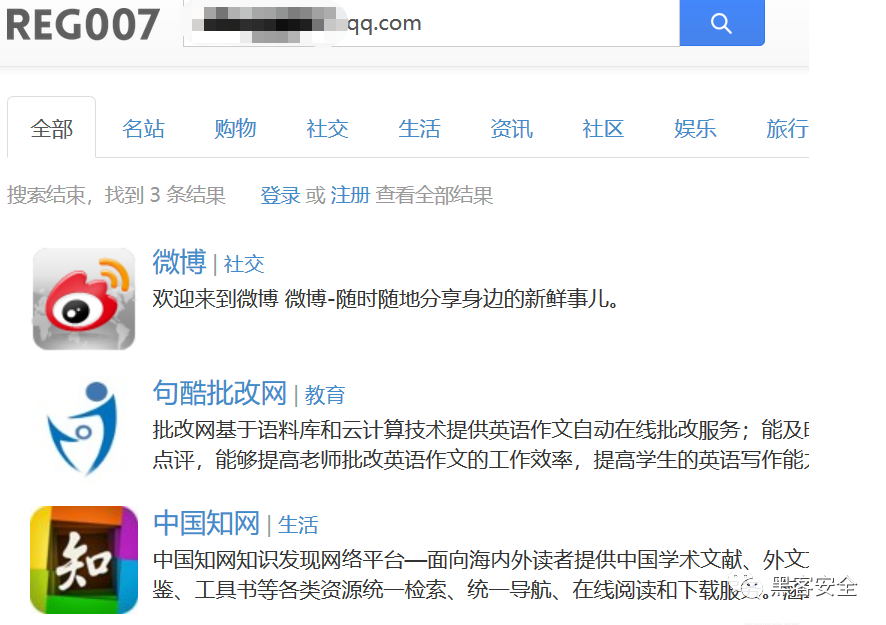 REG007
qq.com
全部 名站 购物 社交 生活 资讯 社区 娱乐 旅行
搜索结束，找到 3 条结果 登录 或 注册 查看全部结果
微博 | 社交
欢迎来到微博 微博-随时随地分享身边的新鲜事儿。
句酷批改网 | 教育
批改网基于语料库和云计算技术提供英语作文自动在线批改服务；能及
点评，能够提高老师批改英语作文的工作效率，提高学生的英语写作能
知
中国知网 | 生活
中国知网知识发现网络平台—面向海内外读者提供中国学术文献、外文
鉴、工具书等各类资源统一检索、统一导航、在线阅读和下载服
黑客安全